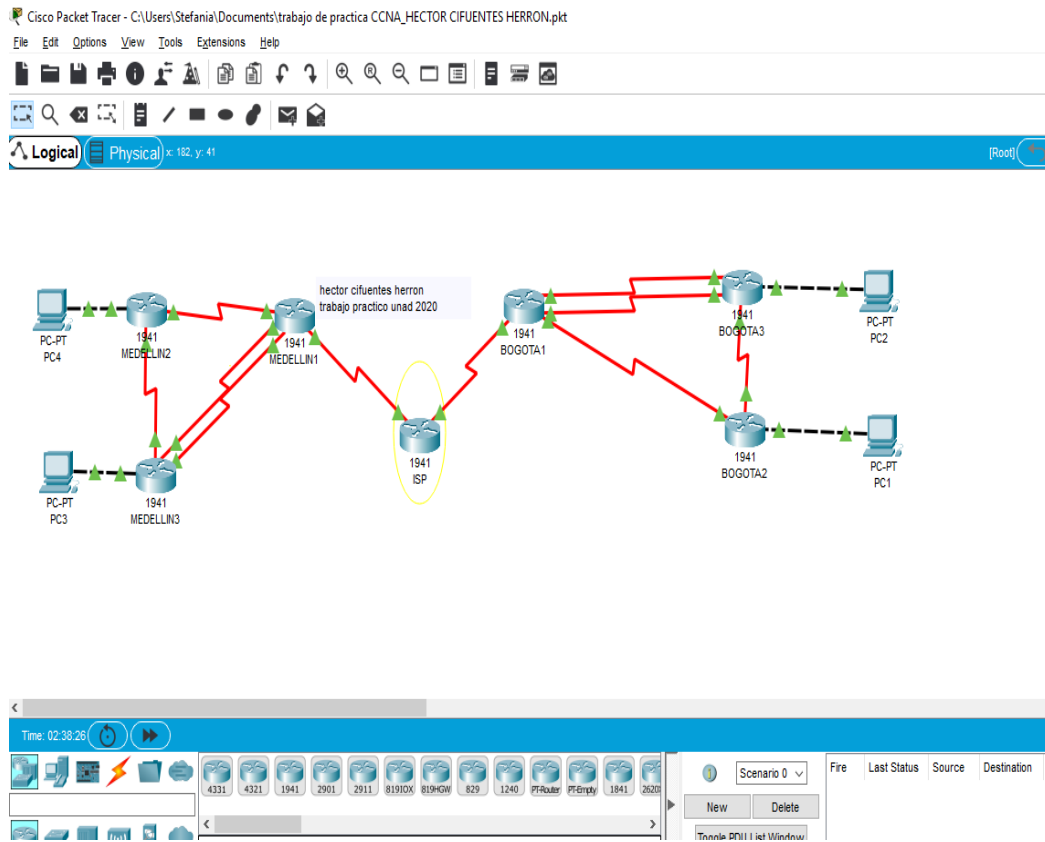 Cisco Packet Tracer - C:\Users\Stefania\Documents\trabajo de practica CCNA_HECTOR CIFUENTES HERRON.pkt
File Edit Options View Tools Extensions Help
Logical Physical x: 182, y: 41 [Root]
hector cifuentes herron
trabajo practico unad 2020
PC-PT
PC4
1941
MEDELLIN2
1941
MEDELLIN1
1941
BOGOTA1
1941
BOGOTA3
PC-PT
PC2
1941
ISP
1941
BOGOTA2
PC-PT
PC1
PC-PT
PC3
1941
MEDELLIN3
Time: 02:38:26
4331 4321 1941 2901 2911 819IOX 819HGW 829 1240 PT-Router PT-Empty 1841 2620
Scenario 0
Fire Last Status Source Destination
New Delete
Toggle PDU List Window